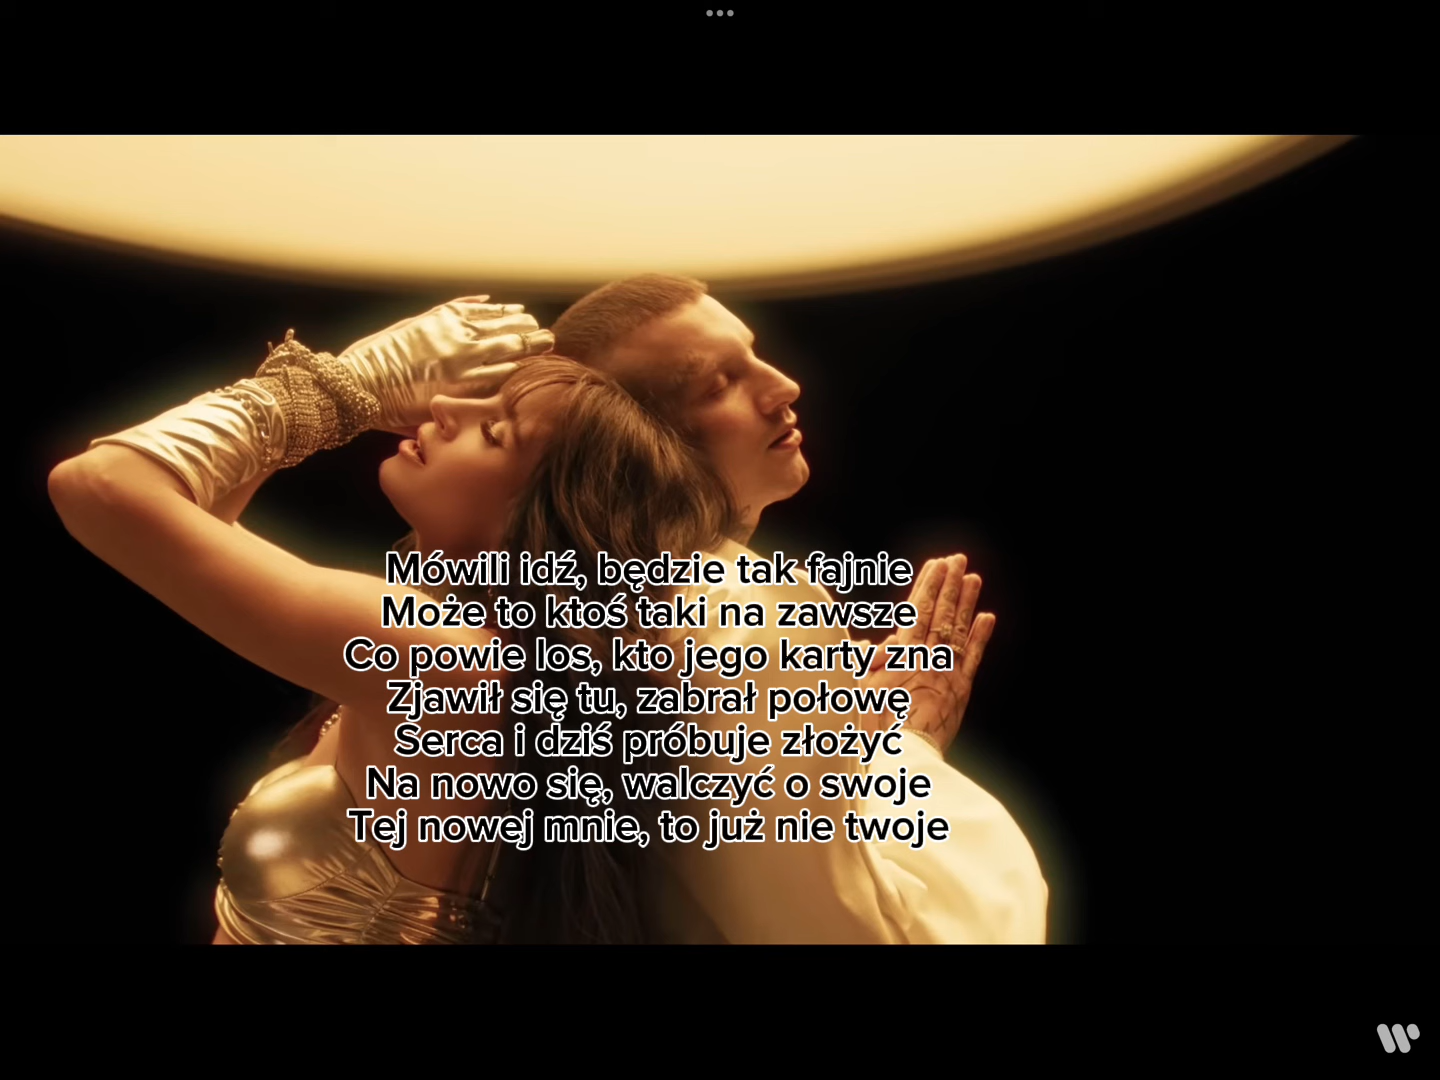 Mówili idź, będzie tak fajnie
Może to ktoś taki na zawsze
Co powie los, kto jego karty zna
Zjawił się tu, zabrał połowę
Serca i dziś próbuje złożyć
Na nowo się, walczyć o swoje
Tej nowej mnie, to już nie twoje